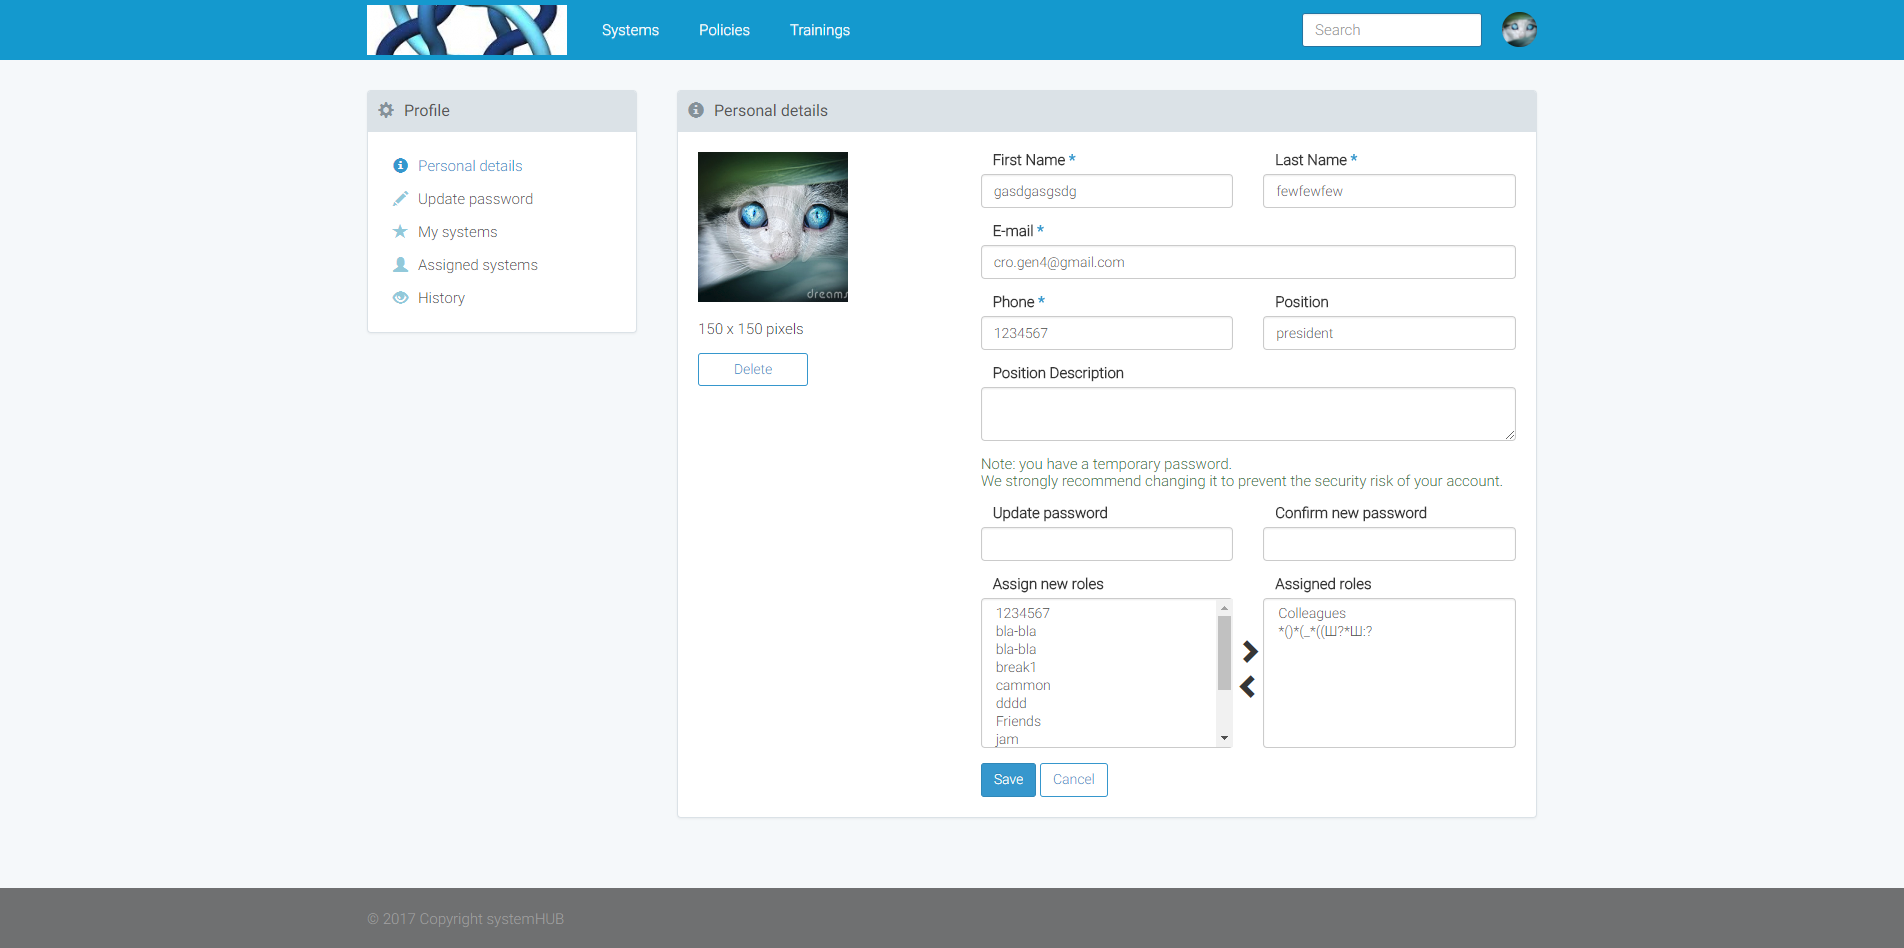 Systems
Policies
Trainings
Search
Profile
Personal details
Update password
My systems
Assigned systems
History
Personal details
dreams
150 x 150 pixels
Delete
First Name *
Last Name *
gasdgasgsdg
fewfewfew
E-mail *
cro.gen4@gmail.com
Phone *
Position
1234567
president
Position Description
Note: you have a temporary password.
We strongly recommend changing it to prevent the security risk of your account.
Update password
Confirm new password
Assign new roles
Assigned roles
1234567
bla-bla
bla-bla
break1
cammon
dddd
Friends
jam
Colleagues
*()*(_*((Ш?*Ш:?
Save
Cancel
© 2017 Copyright systemHUB